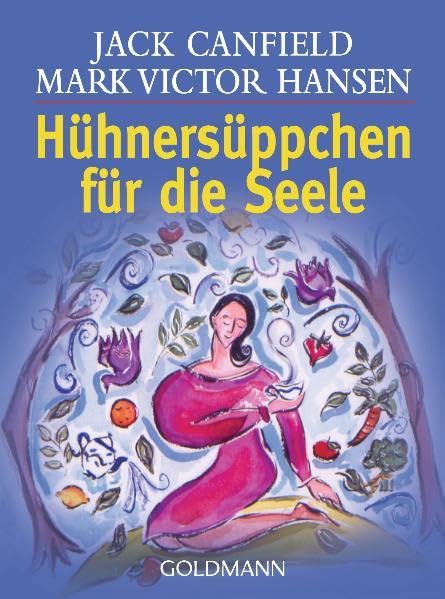 JACK CANFIELD
MARK VICTOR HANSEN
Hühnersüppchen
für die Seele
GOLDMANN